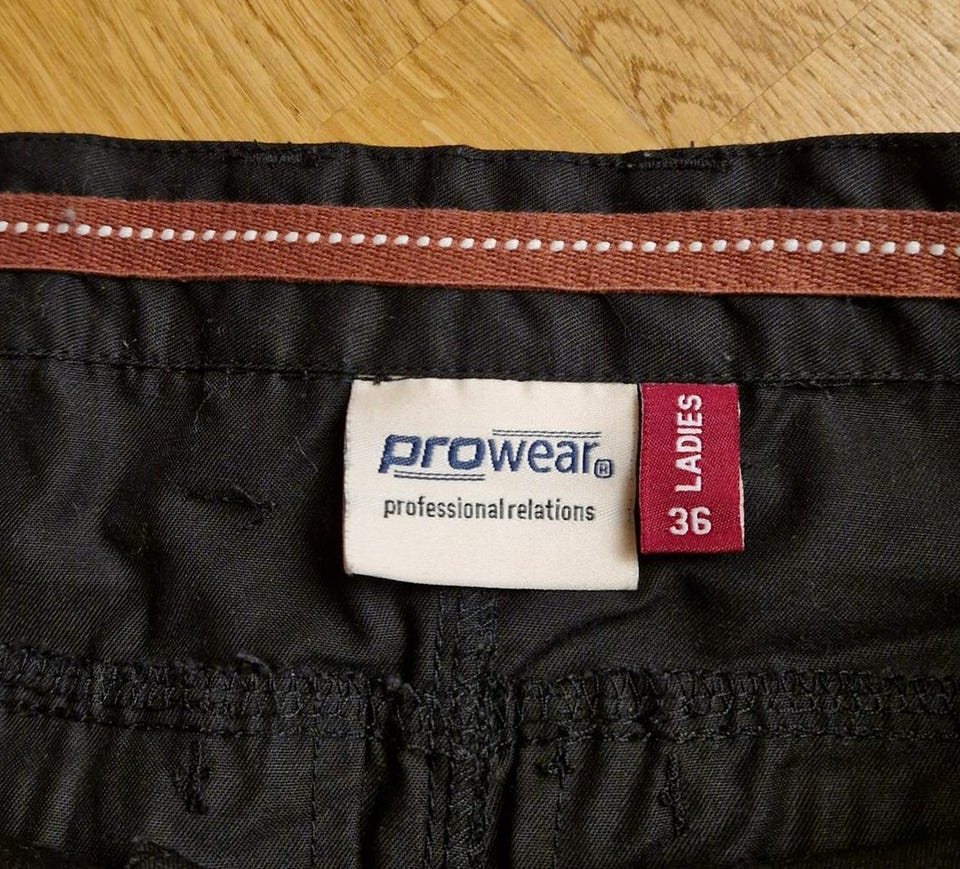 prowear®
professional relations
LADIES
36